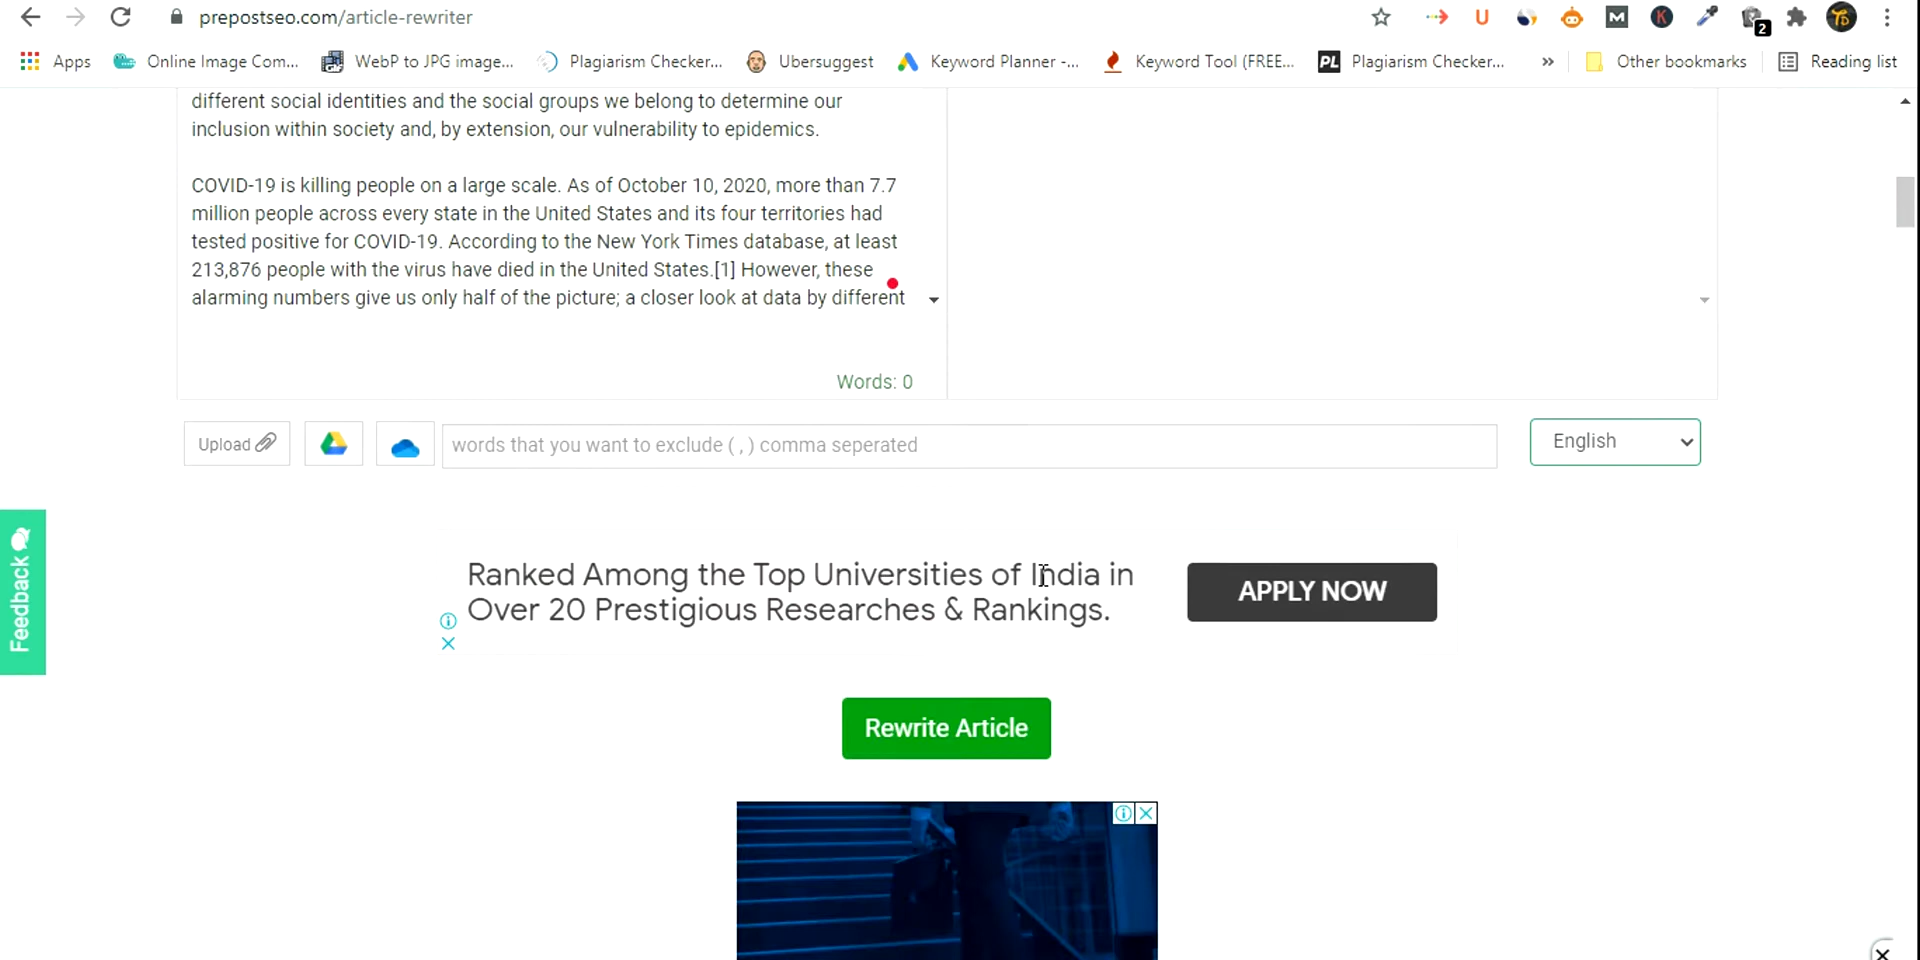 prepostseo.com/article-rewriter
U
M
K
2
TD
Apps
Online Image Com...
WebP to JPG image...
Plagiarism Checker...
Ubersuggest
Keyword Planner -...
Keyword Tool (FREE...
PL
Plagiarism Checker...
»
Other bookmarks
Reading list
different social identities and the social groups we belong to determine our
inclusion within society and, by extension, our vulnerability to epidemics.
COVID-19 is killing people on a large scale. As of October 10, 2020, more than 7.7
million people across every state in the United States and its four territories had
tested positive for COVID-19. According to the New York Times database, at least
213,876 people with the virus have died in the United States.[1] However, these
alarming numbers give us only half of the picture; a closer look at data by different
Words: 0
Upload
words that you want to exclude ( , ) comma seperated
English
Feedback
Ranked Among the Top Universities of India in
Over 20 Prestigious Researches & Rankings.
APPLY NOW
Rewrite Article